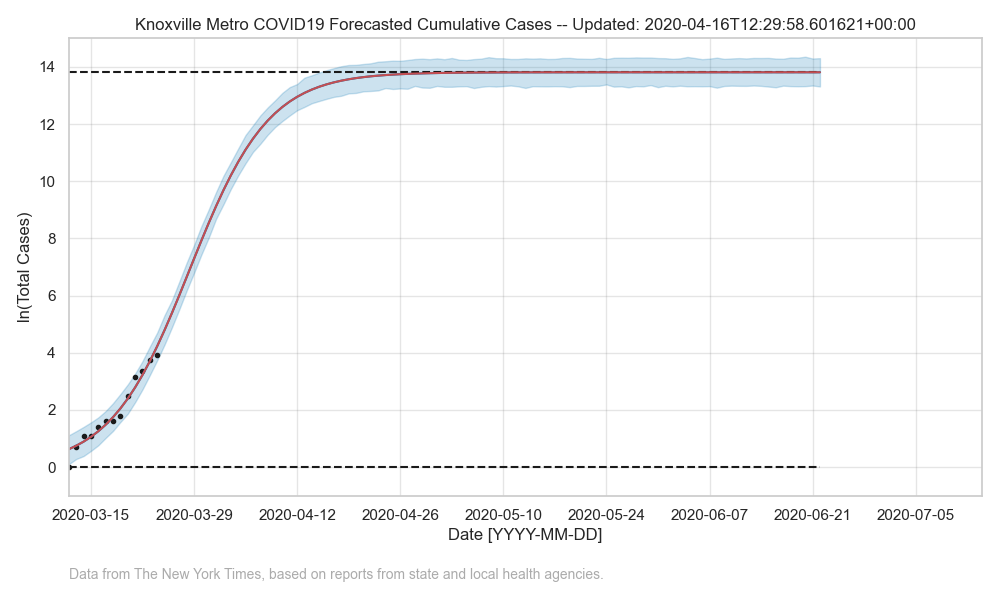 Knoxville Metro COVID19 Forecasted Cumulative Cases -- Updated: 2020-04-16T12:29:58.601621+00:00
14
12
10
8
6
4
2
0
ln(Total Cases)
2020-03-15 2020-03-29 2020-04-12 2020-04-26 2020-05-10 2020-05-24 2020-06-07 2020-06-21 2020-07-05
Date [YYYY-MM-DD]
Data from The New York Times, based on reports from state and local health agencies.